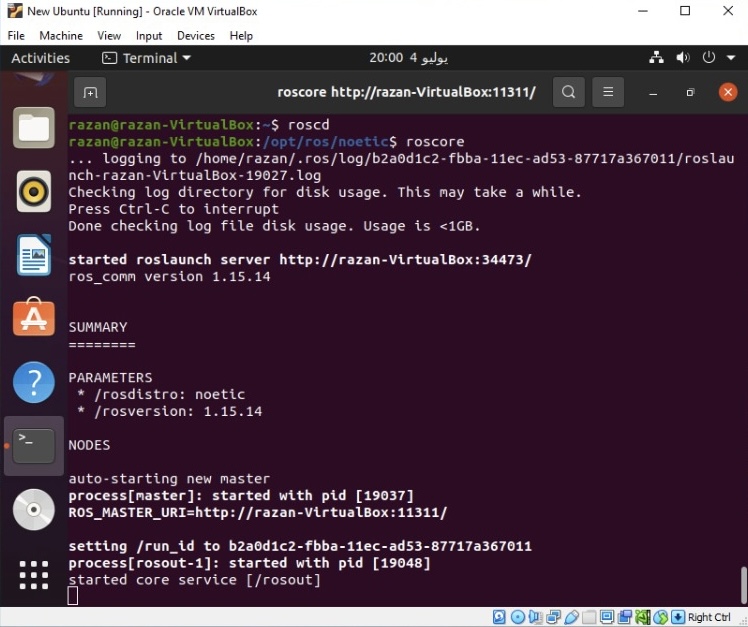 New Ubuntu [Running] - Oracle VM VirtualBox
File Machine View Input Devices Help
Activities Terminal 20:00 4 يوليو
roscore http://razan-VirtualBox:11311/
razan@razan-VirtualBox:~$ roscd
razan@razan-VirtualBox:/opt/ros/noetic$ roscore
... logging to /home/razan/.ros/log/b2a0d1c2-fbba-11ec-ad53-87717a367011/roslau
nch-razan-VirtualBox-19027.log
Checking log directory for disk usage. This may take a while.
Press Ctrl-C to interrupt
Done checking log file disk usage. Usage is <1GB.
started roslaunch server http://razan-VirtualBox:34473/
ros_comm version 1.15.14
SUMMARY
========
PARAMETERS
* /rosdistro: noetic
* /rosversion: 1.15.14
NODES
auto-starting new master
process[master]: started with pid [19037]
ROS_MASTER_URI=http://razan-VirtualBox:11311/
setting /run_id to b2a0d1c2-fbba-11ec-ad53-87717a367011
process[rosout-1]: started with pid [19048]
started core service [/rosout]
Right Ctrl